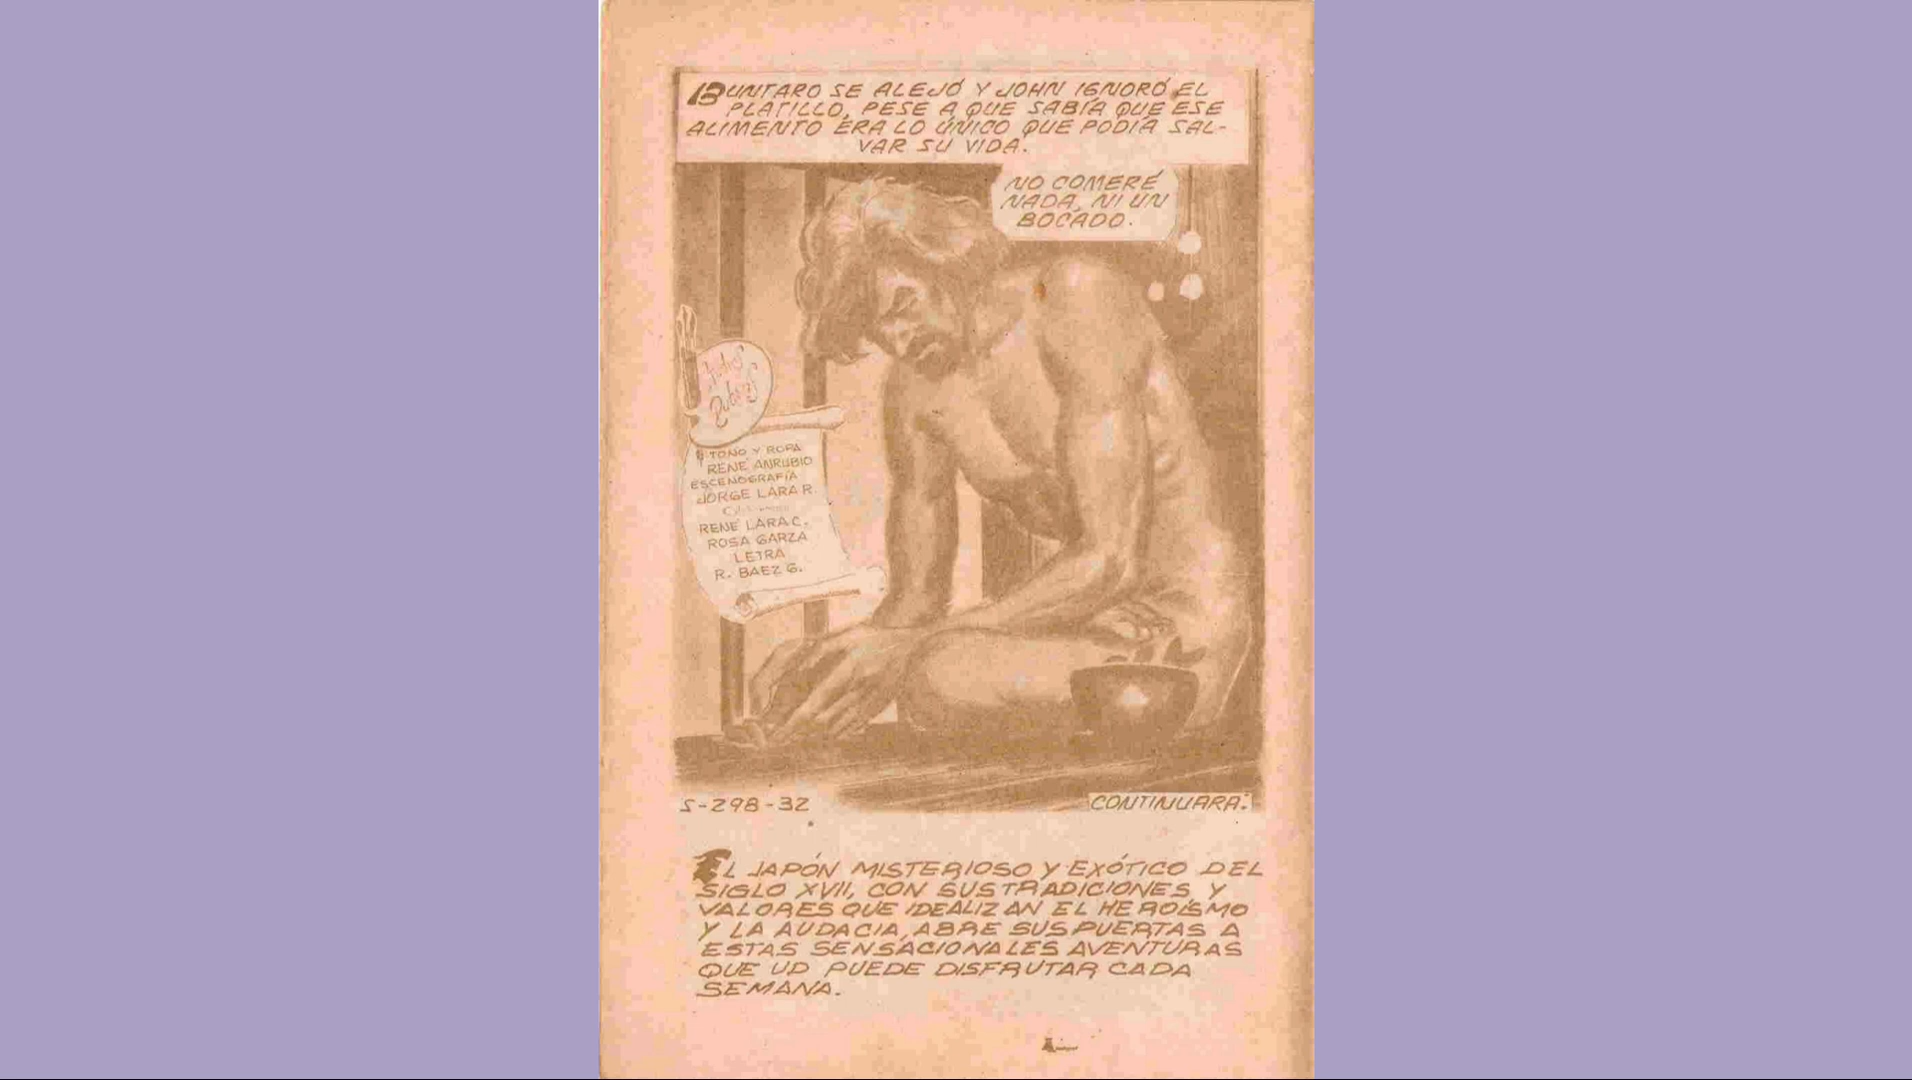 BUNTARO SE ALEJÓ Y JOHN IGNORÓ EL
PLATILLO, PESE A QUE SABÍA QUE ESE
ALIMENTO ERA LO ÚNICO QUE PODÍA SAL-
VAR SU VIDA.
NO COMERÉ
NADA, NI UN
BOCADO.
TONO Y ROPA
RENÉ ANRUBIO
ESCENOGRAFÍA
JORGE LARA R.
RENÉ LARA C.
ROSA GARZA
LETRA
R. BAEZ G.
S-298-32
CONTINUARA.
EL JAPÓN MISTERIOSO Y EXÓTICO DEL
SIGLO XVII, CON SUS TRADICIONES Y
VALORES QUE IDEALIZAN EL HEROÍSMO
Y LA AUDACIA, ABRE SUS PUERTAS A
ESTAS SENSACIONALES AVENTURAS
QUE UD PUEDE DISFRUTAR CADA
SEMANA.